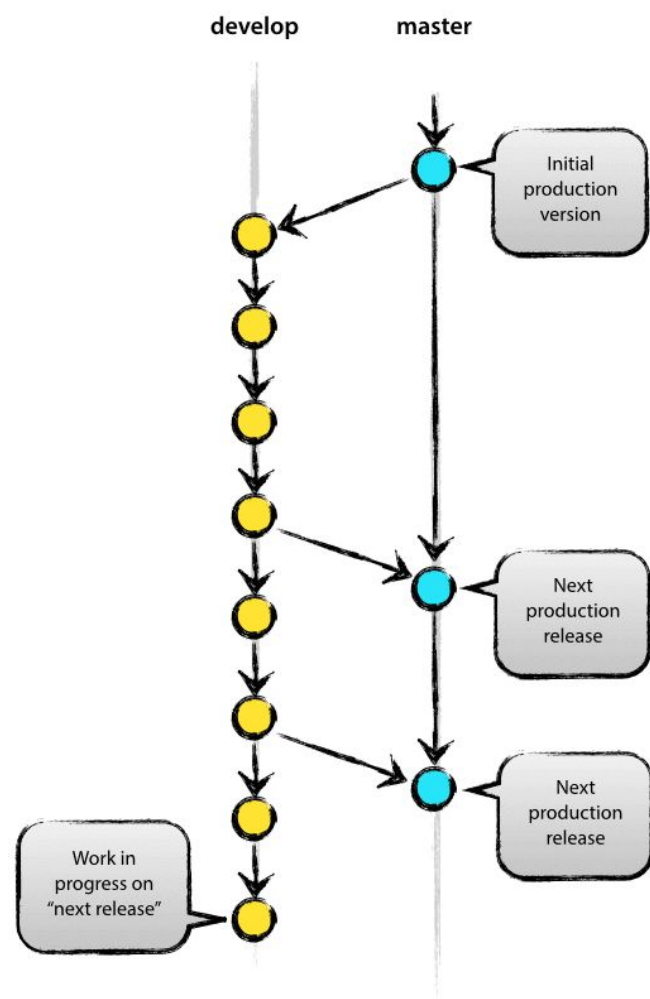 develop
master
Initial
production
version
Next
production
release
Next
production
release
Work in
progress on
“next release”